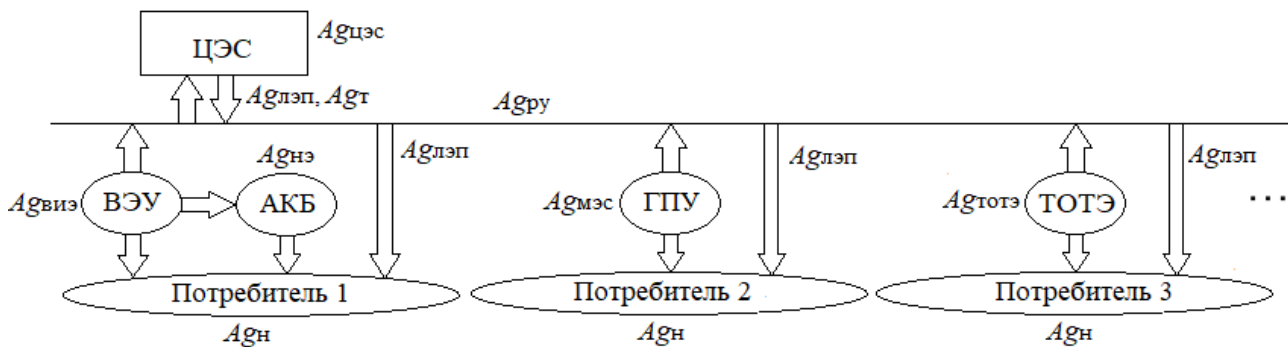 ЦЭС
Agцэс
Agлэп, Agт
Agру
Agнэ
Agлэп
Agлэп
Agлэп
Agвиэ
ВЭУ
АКБ
Agмэс
ГПУ
Agтотэ
ТОТЭ
...
Потребитель 1
Потребитель 2
Потребитель 3
Agн
Agн
Agн